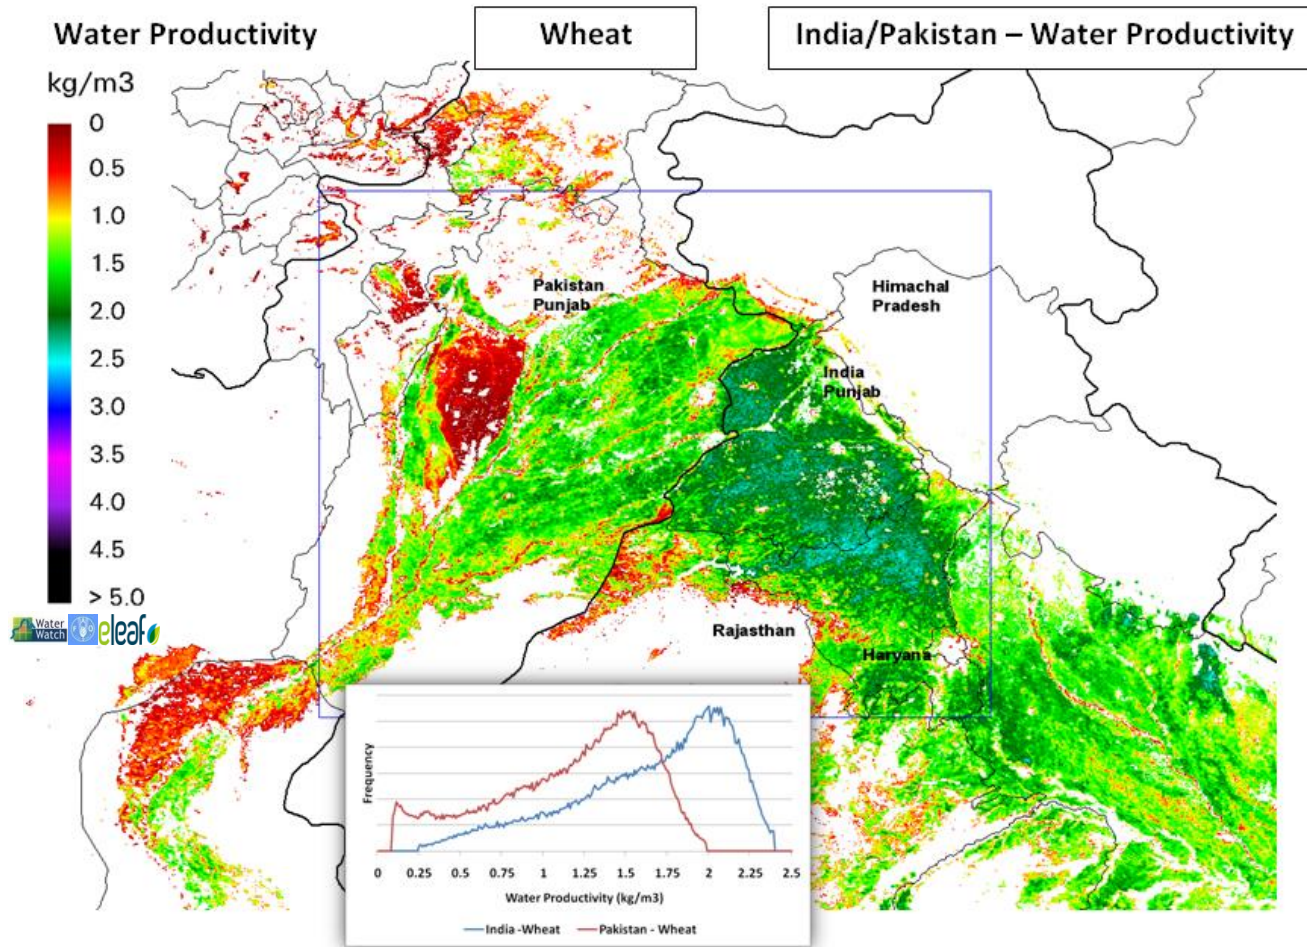 Water Productivity
Wheat
India/Pakistan – Water Productivity
kg/m3
0
0.5
1.0
1.5
2.0
2.5
3.0
3.5
4.0
4.5
> 5.0
Water
Watch
FAO
eleaf
Pakistan
Punjab
Himachal
Pradesh
India
Punjab
Rajasthan
Haryana
Frequency
0 0.25 0.5 0.75 1 1.25 1.5 1.75 2 2.25 2.5
Water Productivity (kg/m3)
India -Wheat Pakistan - Wheat